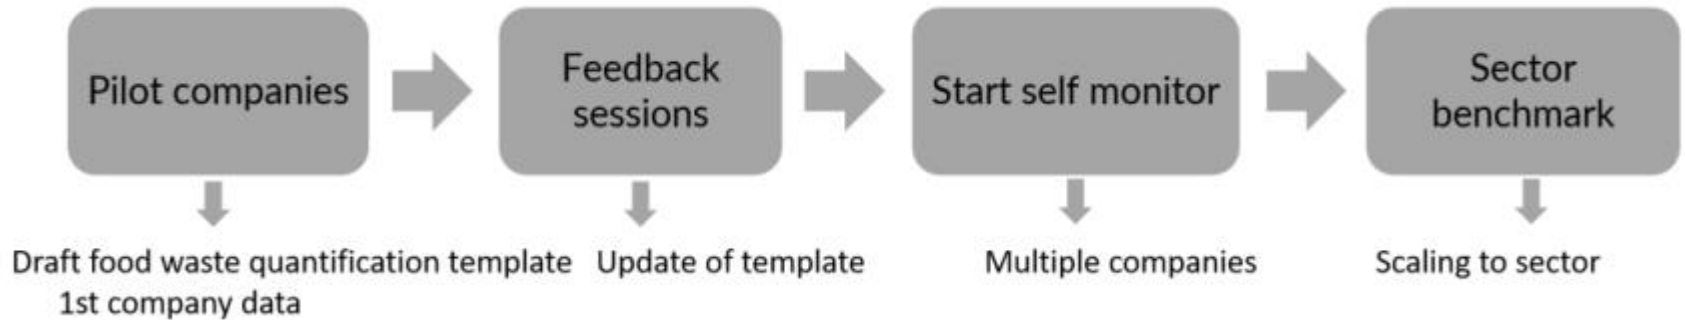 Pilot companies
Feedback
sessions
Start self monitor
Sector
benchmark
Draft food waste quantification template
1st company data
Update of template
Multiple companies
Scaling to sector